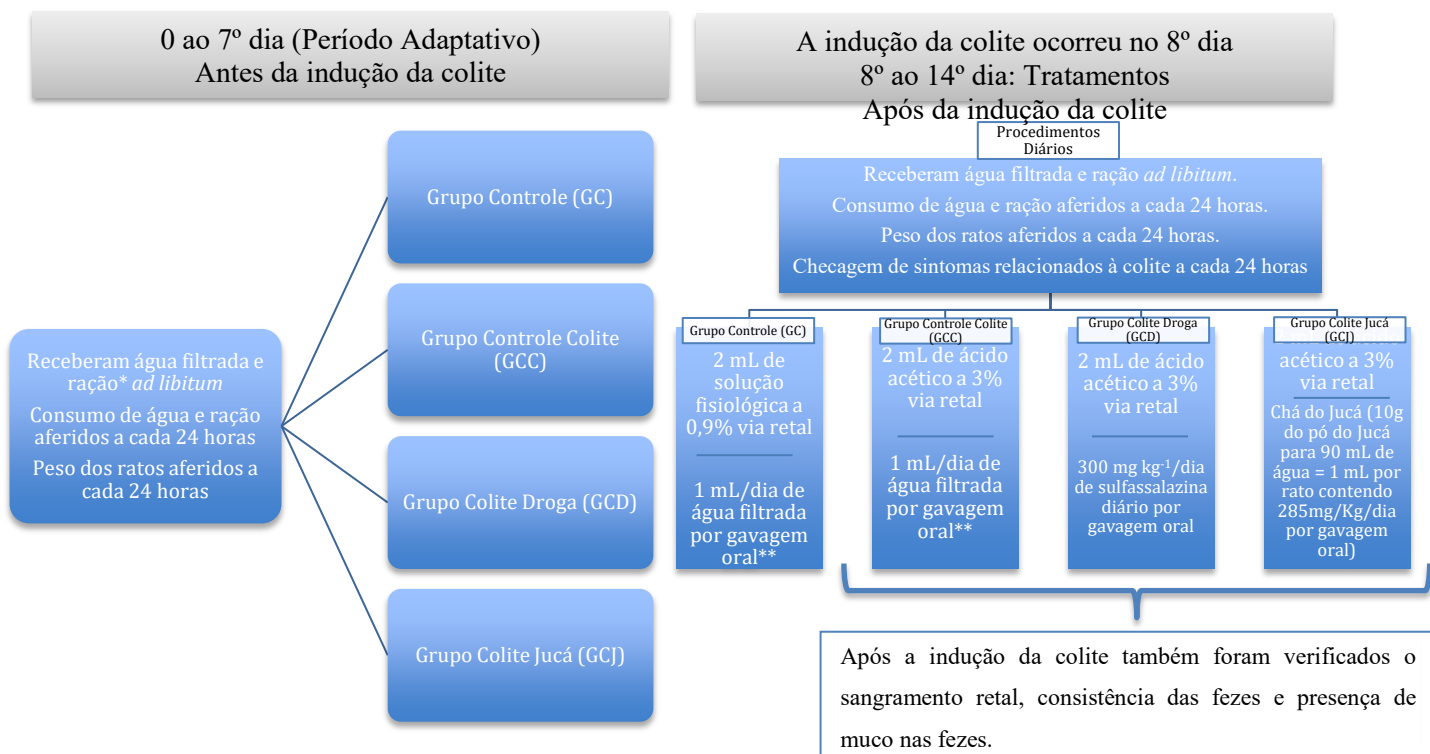 0 ao 7º dia (Período Adaptativo)
Antes da indução da colite
A indução da colite ocorreu no 8º dia
8º ao 14º dia: Tratamentos
Após da indução da colite
Receberam água filtrada e
ração* ad libitum
Consumo de água e ração
aferidos a cada 24 horas
Peso dos ratos aferidos a
cada 24 horas
Grupo Controle (GC)
Grupo Controle Colite
(GCC)
Grupo Colite Droga (GCD)
Grupo Colite Jucá (GCJ)
Procedimentos
Diários
Receberam água filtrada e ração ad libitum.
Consumo de água e ração aferidos a cada 24 horas.
Peso dos ratos aferidos a cada 24 horas.
Checagem de sintomas relacionados à colite a cada 24 horas
Grupo Controle (GC)
2 mL de
solução
fisiológica a
0,9% via retal
1 mL/dia de
água filtrada
por gavagem
oral**
Grupo Controle Colite
(GCC)
2 mL de ácido
acético a 3%
via retal
1 mL/dia de
água filtrada
por gavagem
oral**
Grupo Colite Droga
(GCD)
2 mL de ácido
acético a 3%
via retal
300 mg kg⁻¹/dia
de sulfassalazina
diário por
gavagem oral
Grupo Colite Jucá
(GCJ)
acético a 3%
via retal
Chá do Jucá (10g
do pó do Jucá
para 90 mL de
água = 1 mL por
rato contendo
285mg/Kg/dia
por gavagem
oral)
Após a indução da colite também foram verificados o
sangramento retal, consistência das fezes e presença de
muco nas fezes.